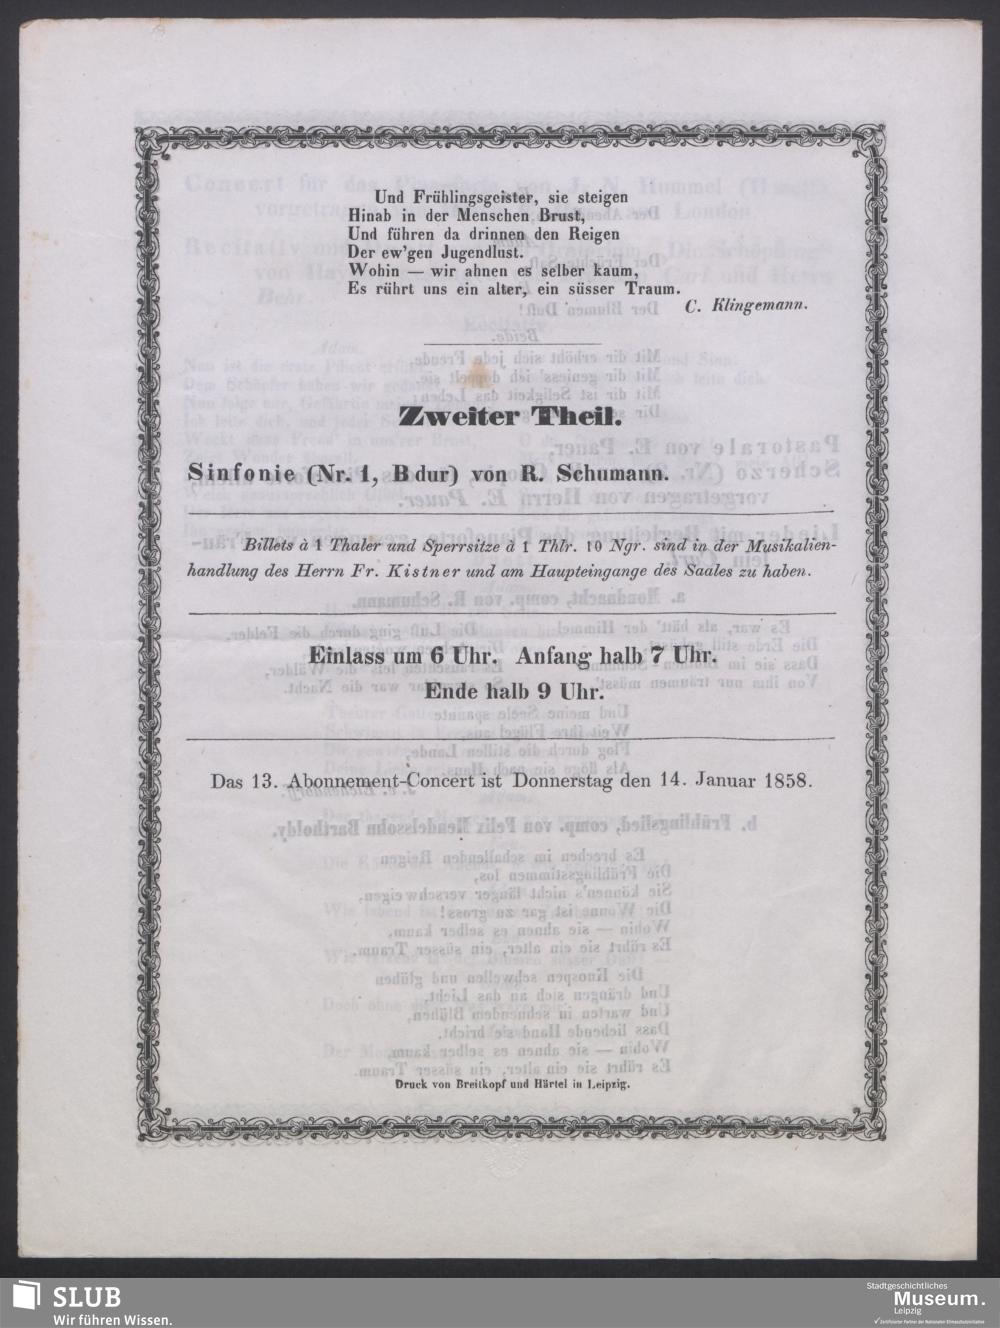 Und Frühlingsgeister, sie steigen
Hinab in der Menschen Brust,
Und führen da drinnen den Reigen
Der ew'gen Jugendlust.
Wohin — wir ahnen es selber kaum,
Es rührt uns ein alter, ein süsser Traum.
C. Klingemann.
Zweiter Theil.
Sinfonie (Nr. 1, B dur) von R. Schumann.
Billets à 1 Thaler und Sperrsitze à 1 Thlr. 10 Ngr. sind in der Musikalien-
handlung des Herrn Fr. Kistner und am Haupteingange des Saales zu haben.
Einlass um 6 Uhr. Anfang halb 7 Uhr.
Ende halb 9 Uhr.
Das 13. Abonnement-Concert ist Donnerstag den 14. Januar 1858.
Druck von Breitkopf und Härtel in Leipzig.
SLUB
Wir führen Wissen.
Stadtgeschichtliches
Museum.
Leipzig
Zertifizierter Partner der Nationalen Klimaschutzinitiative